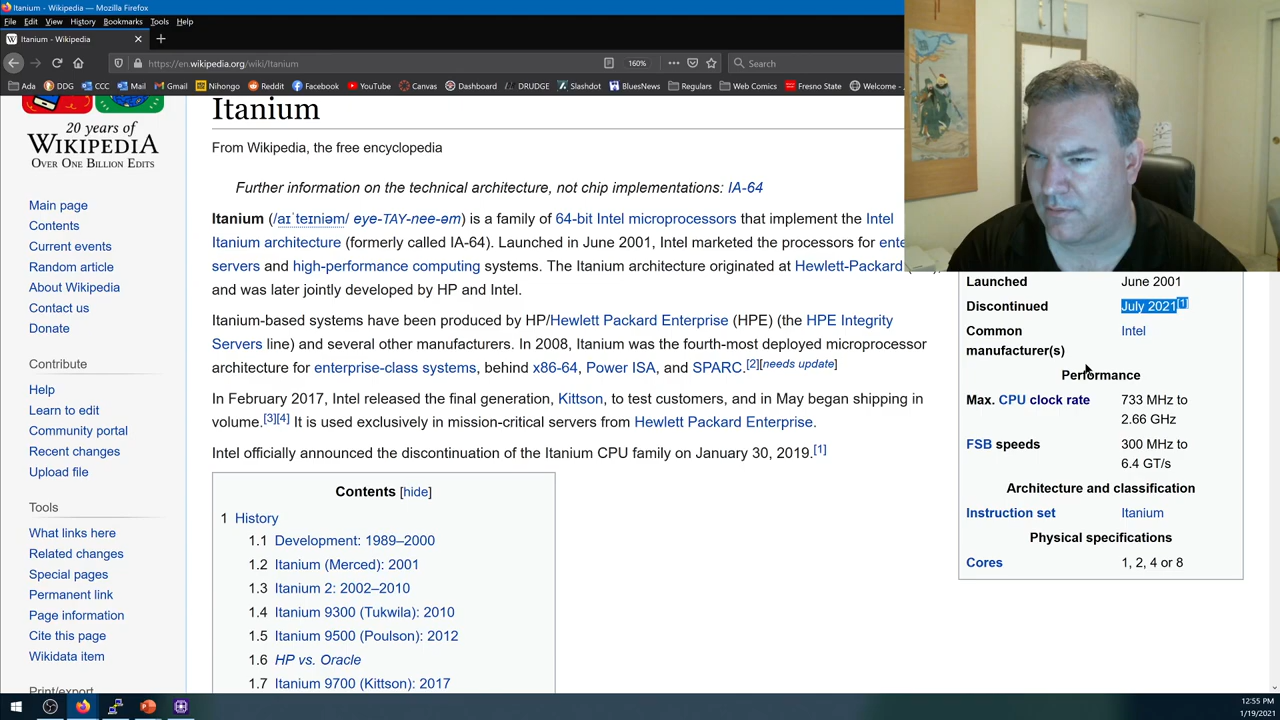 Itanium - Wikipedia — Mozilla Firefox
File Edit View History Bookmarks Tools Help
Itanium - Wikipedia
https://en.wikipedia.org/wiki/Itanium 160% Search
Ada DDG CCC Mail Gmail Nihongo Facebook YouTube Canvas Dashboard DRUDGE Slashdot BluesNews Regulars Web Comics Fresno State Welcome -
20 years of
WIKIPEDIA
OVER ONE BILLION EDITS
Main page
Contents
Current events
Random article
About Wikipedia
Contact us
Donate
Contribute
Help
Learn to edit
Community portal
Recent changes
Upload file
Tools
What links here
Related changes
Special pages
Permanent link
Page information
Cite this page
Wikidata item
Print/export
Itanium
From Wikipedia, the free encyclopedia
Further information on the technical architecture, not chip implementations: IA-64
Itanium (/aɪˈteɪniəm/ eye-TAY-nee-əm) is a family of 64-bit Intel microprocessors that implement the Intel
Itanium architecture (formerly called IA-64). Launched in June 2001, Intel marketed the processors for ente
servers and high-performance computing systems. The Itanium architecture originated at Hewlett-Packard
and was later jointly developed by HP and Intel.
Itanium-based systems have been produced by HP/Hewlett Packard Enterprise (HPE) (the HPE Integrity
Servers line) and several other manufacturers. In 2008, Itanium was the fourth-most deployed microprocessor
architecture for enterprise-class systems, behind x86-64, Power ISA, and SPARC.[2][needs update]
In February 2017, Intel released the final generation, Kittson, to test customers, and in May began shipping in
volume.[3][4] It is used exclusively in mission-critical servers from Hewlett Packard Enterprise.
Intel officially announced the discontinuation of the Itanium CPU family on January 30, 2019.[1]
Contents [hide]
1 History
1.1 Development: 1989–2000
1.2 Itanium (Merced): 2001
1.3 Itanium 2: 2002–2010
1.4 Itanium 9300 (Tukwila): 2010
1.5 Itanium 9500 (Poulson): 2012
1.6 HP vs. Oracle
1.7 Itanium 9700 (Kittson): 2017
Launched June 2001
Discontinued July 2021[1]
Common Intel
manufacturer(s)
Performance
Max. CPU clock rate 733 MHz to
2.66 GHz
FSB speeds 300 MHz to
6.4 GT/s
Architecture and classification
Instruction set Itanium
Physical specifications
Cores 1, 2, 4 or 8
12:55 PM
1/19/2021